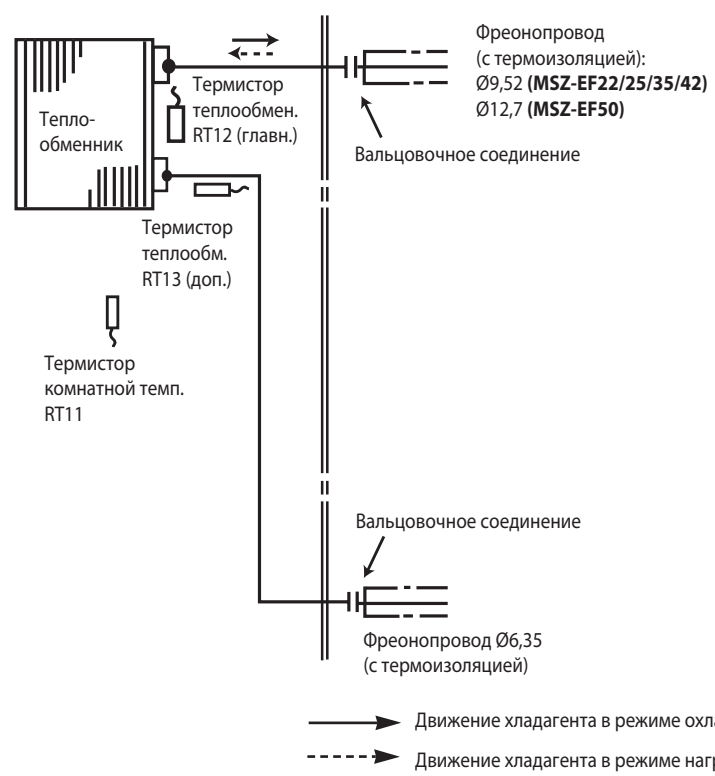 Фреонопровод
(с термоизоляцией):
Ø9,52 (MSZ-EF22/25/35/42)
Ø12,7 (MSZ-EF50)
Вальцовочное соединение
Тепло-
обменник
Термистор
теплообмен.
RT12 (главн.)
Термистор
теплообм.
RT13 (доп.)
Термистор
комнатной темп.
RT11
Вальцовочное соединение
Фреонопровод Ø6,35
(с термоизоляцией)
Движение хладагента в режиме
Движение хладагента в режиме